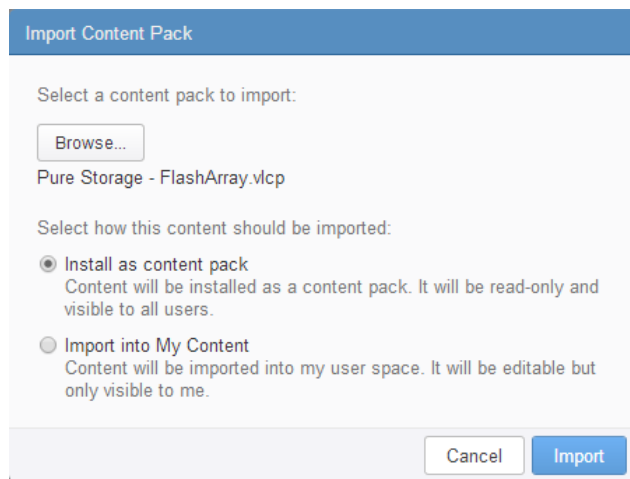 Import Content Pack
Select a content pack to import:
Browse...
Pure Storage - FlashArray.vlcp
Select how this content should be imported:
Install as content pack
Content will be installed as a content pack. It will be read-only and
visible to all users.
Import into My Content
Content will be imported into my user space. It will be editable but
only visible to me.
Cancel
Import